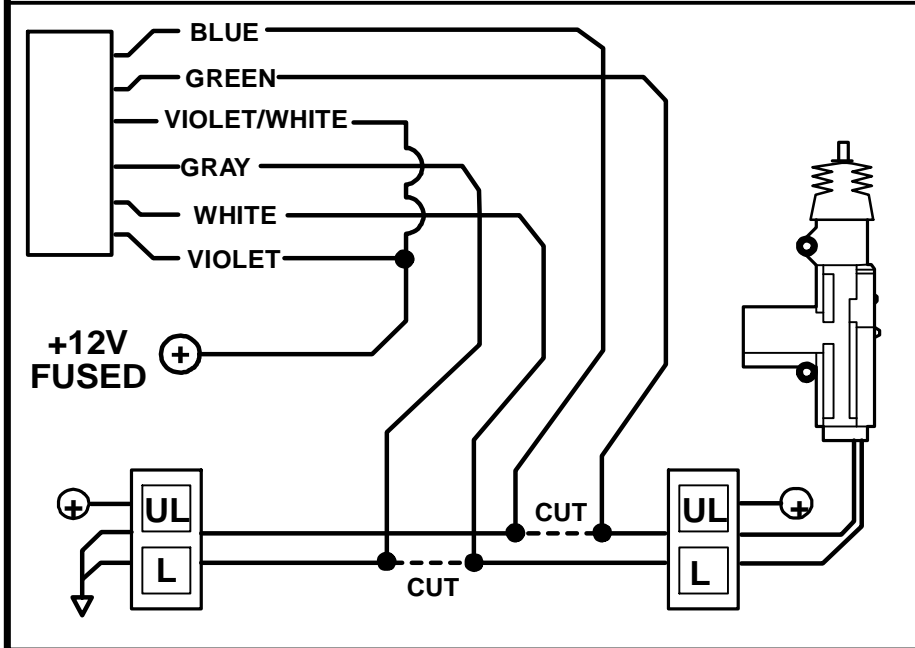 BLUE
GREEN
VIOLET/WHITE
GRAY
WHITE
VIOLET
+12V
FUSED
+
+
UL
L
CUT
CUT
UL
L
+